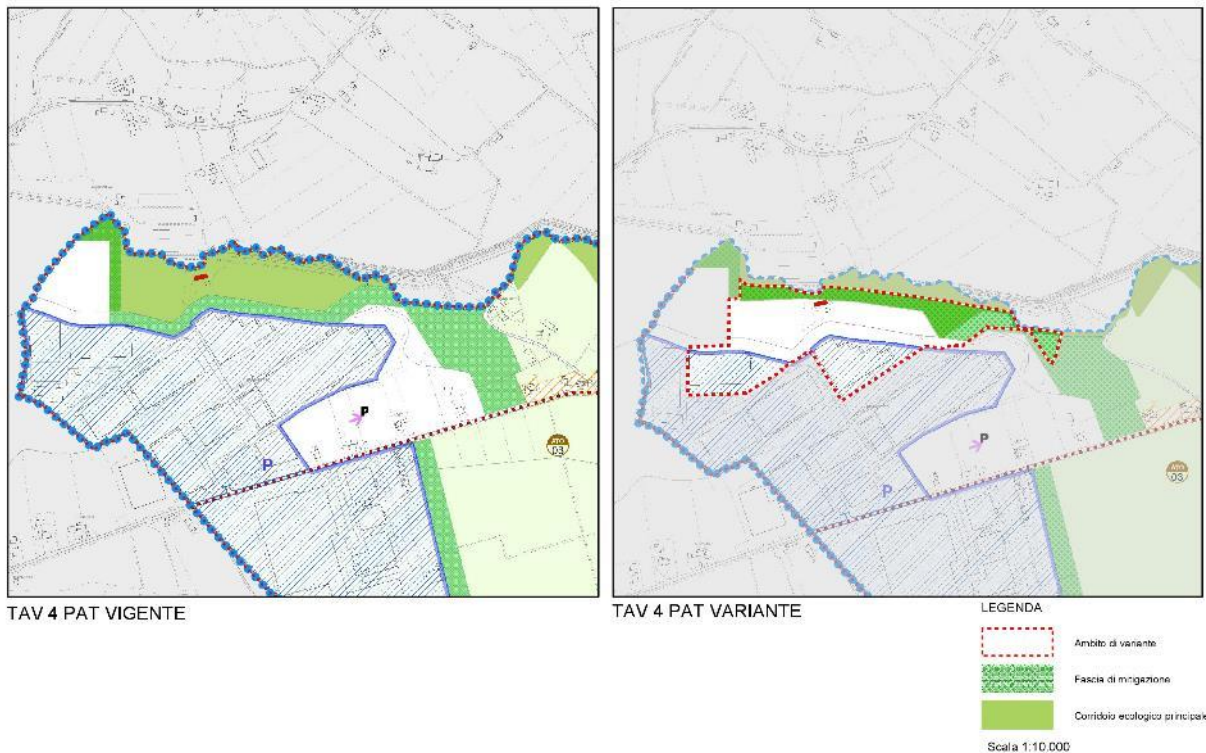 P
P
ATO
03
TAV 4 PAT VIGENTE
P
P
ATO
03
TAV 4 PAT VARIANTE
LEGENDA
Ambito di variante
Fascia di mitigazione
Corridoio ecologico principale
Scala 1:10.000